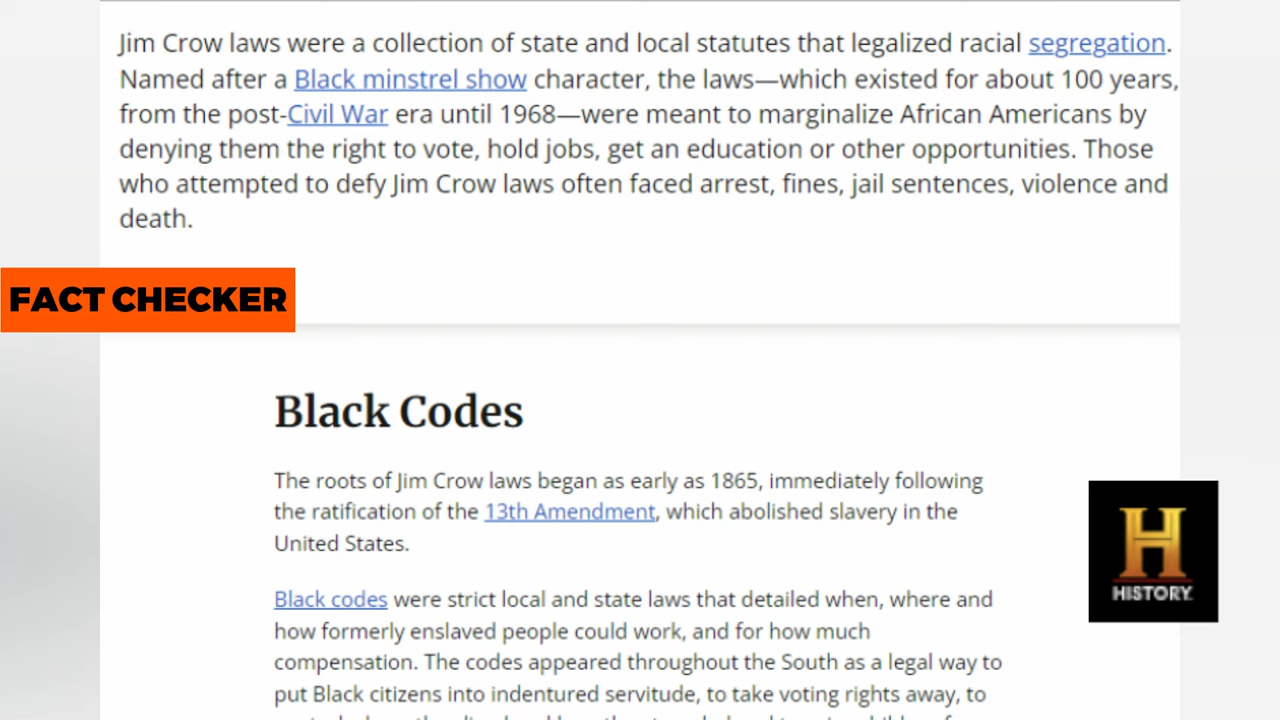 Jim Crow laws were a collection of state and local statutes that legalized racial segregation.
Named after a Black minstrel show character, the laws—which existed for about 100 years,
from the post-Civil War era until 1968—were meant to marginalize African Americans by
denying them the right to vote, hold jobs, get an education or other opportunities. Those
who attempted to defy Jim Crow laws often faced arrest, fines, jail sentences, violence and
death.
FACT CHECKER
Black Codes
The roots of Jim Crow laws began as early as 1865, immediately following
the ratification of the 13th Amendment, which abolished slavery in the
United States.
Black codes were strict local and state laws that detailed when, where and
how formerly enslaved people could work, and for how much
compensation. The codes appeared throughout the South as a legal way to
put Black citizens into indentured servitude, to take voting rights away, to
H
HISTORY